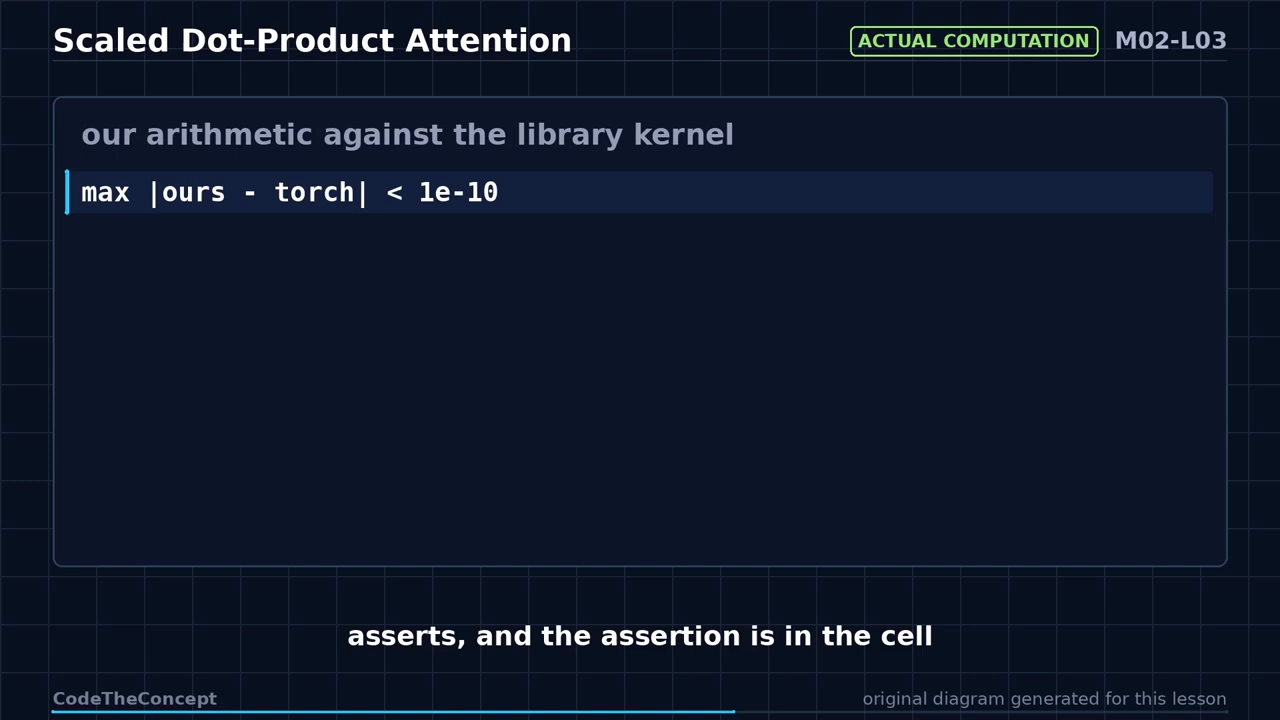 Scaled Dot-Product Attention
ACTUAL COMPUTATION
M02-L03
our arithmetic against the library kernel
max |ours - torch| < 1e-10
asserts, and the assertion is in the cell
CodeTheConcept
original diagram generated for this lesson